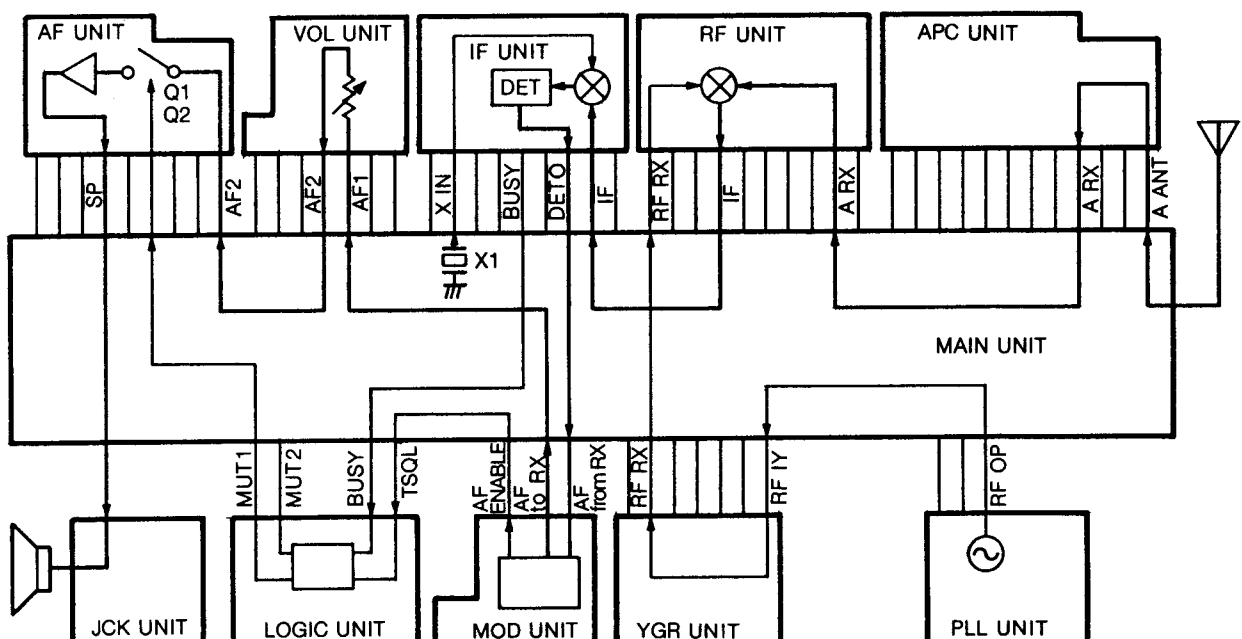 AF UNIT
VOL UNIT
IF UNIT
RF UNIT
APC UNIT
DET
Q1
Q2
SP
AF2
AF2
AF1
X IN
BUSY
DETO
IF
RF RX
IF
A RX
A RX
A ANT
X1
MAIN UNIT
MUT1
MUT2
BUSY
TSQL
AF
ENABLE
AF
to RX
AF
from RX
RF RX
RF IY
RF OP
JCK UNIT
LOGIC UNIT
MOD UNIT
YGR UNIT
PLL UNIT